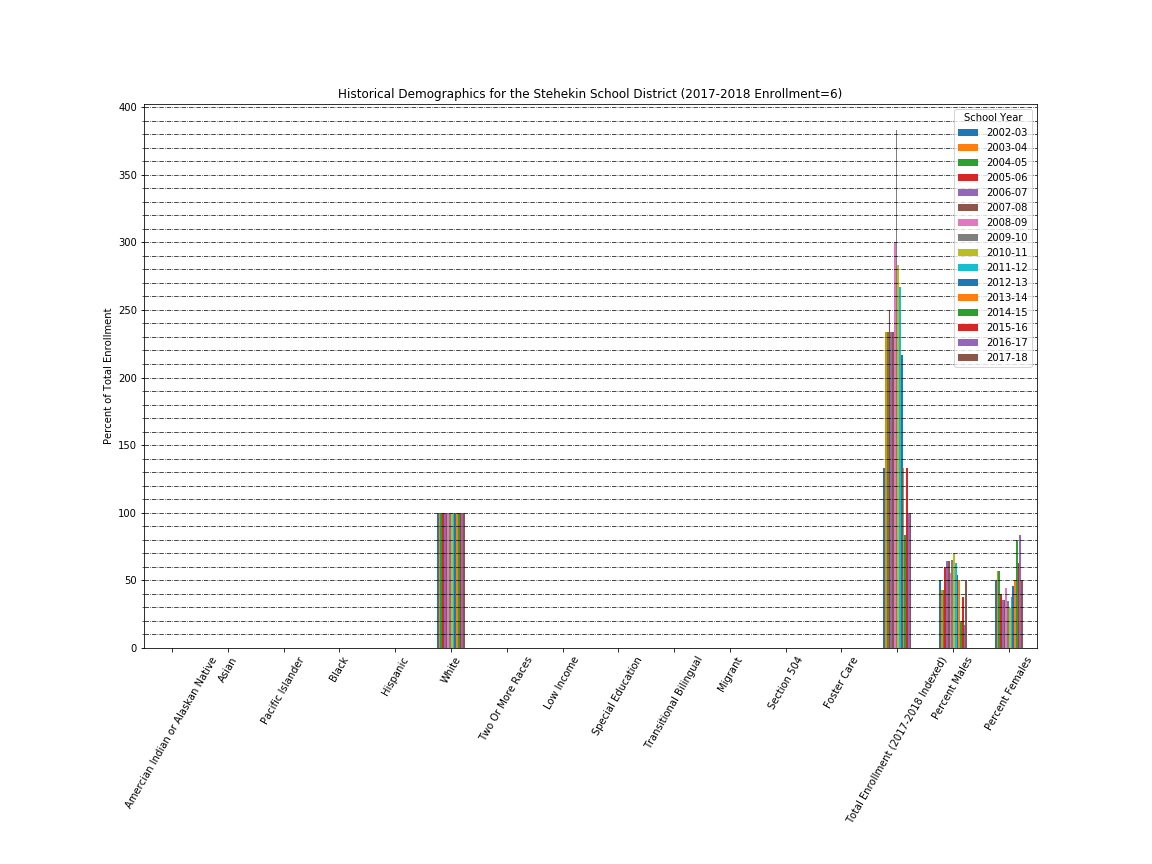 Historical Demographics for the Stehekin School District (2017-2018 Enrollment=6)
Percent of Total Enrollment
400
350
300
250
200
150
100
50
0
School Year
2002-03
2003-04
2004-05
2005-06
2006-07
2007-08
2008-09
2009-10
2010-11
2011-12
2012-13
2013-14
2014-15
2015-16
2016-17
2017-18
Amercian Indian or Alaskan Native
Asian
Pacific Islander
Black
Hispanic
White
Two Or More Races
Low Income
Special Education
Transitional Bilingual
Migrant
Section 504
Foster Care
Total Enrollment (2017-2018 Indexed)
Percent Males
Percent Females